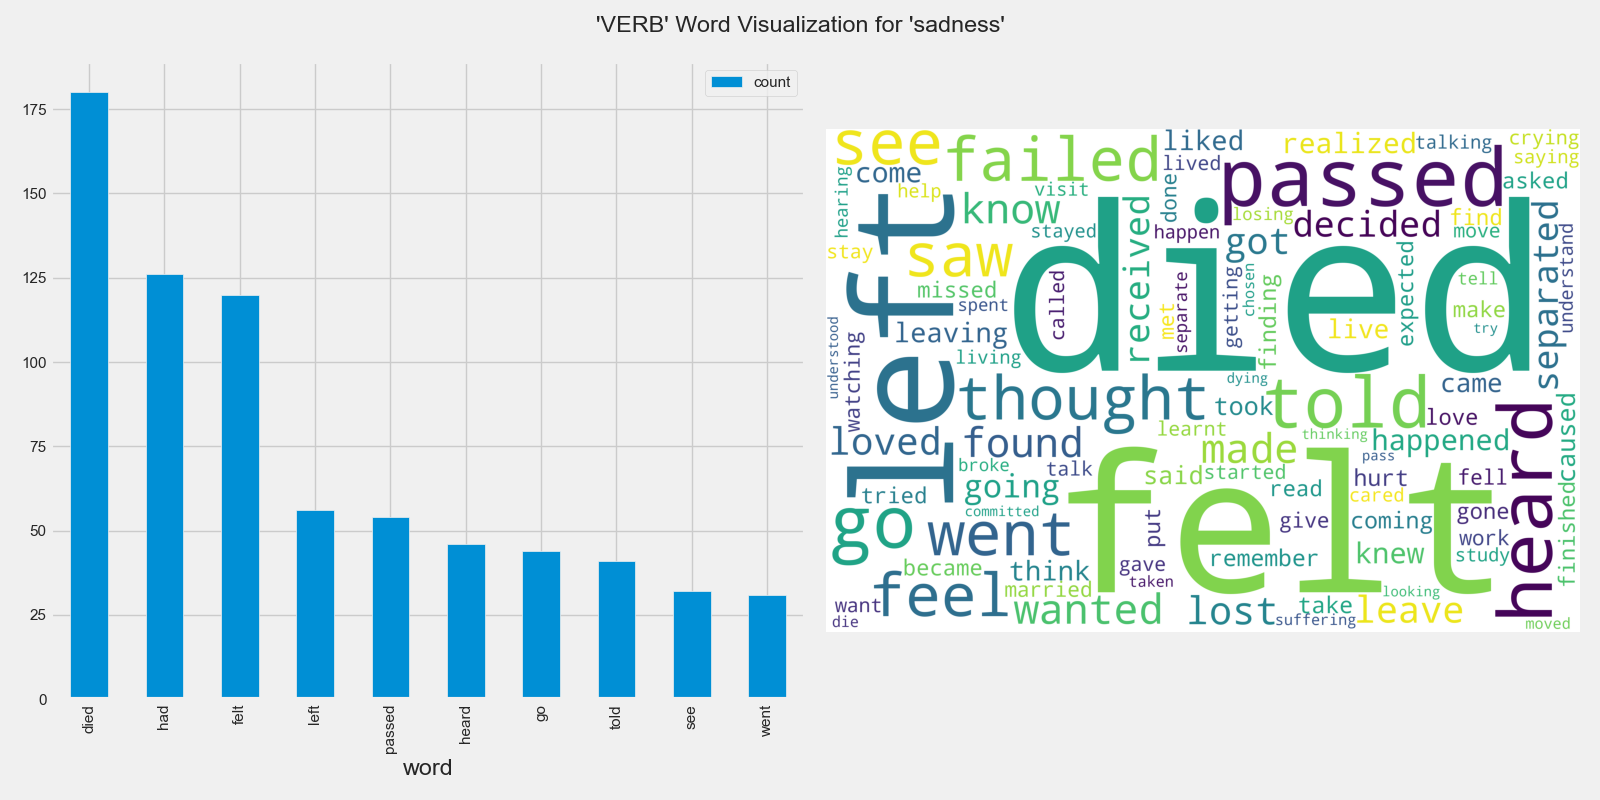 'VERB' Word Visualization for 'sadness'
count
175
150
125
100
75
50
25
0
died
had
felt
left
passed
heard
go
told
see
went
word
see
failed
liked
realized
talking
crying
saying
come
lived
passed
asked
hearing
help
visit
done
know
losing
decided
find
stayed
happen
got
move
stay
saw
left
died
received
separated
understand
missed
spent
called
met
separate
getting
chosen
finding
expected
tell
make
try
live
leaving
living
understood
watching
dying
came
thought
took
told
love
loved
found
learnt
made
thinking
happened
pass
broke
talk
said
started
hurt
fell
caused
tried
going
read
cared
heard
go
committed
felt
put
give
coming
gone
went
work
finished
remember
knew
study
became
think
gave
taken
married
looking
want
feel
wanted
lost
take
leave
die
suffering
moved